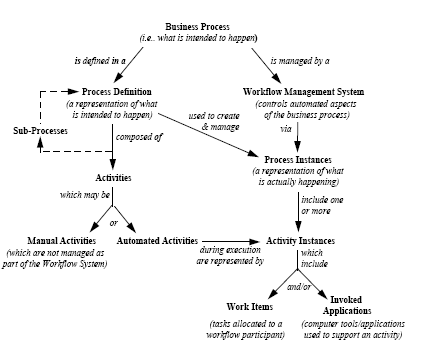 Business Process
(i.e.. what is intended to happen)
is defined in a
is managed by a
Process Definition
(a representation of what
is intended to happen)
Workflow Management System
(controls automated aspects
of the business process)
used to create
& manage
via
Sub-Processes
composed of
Process Instances
(a representation of what
is actually happening)
Activities
which may be
include one
or more
or
Manual Activities
(which are not managed as
part of the Workflow System)
Automated Activities
during execution
are represented by
Activity Instances
which
include
and/or
Work Items
(tasks allocated to a
workflow participant)
Invoked
Applications
(computer tools/applications
used to support an activity)